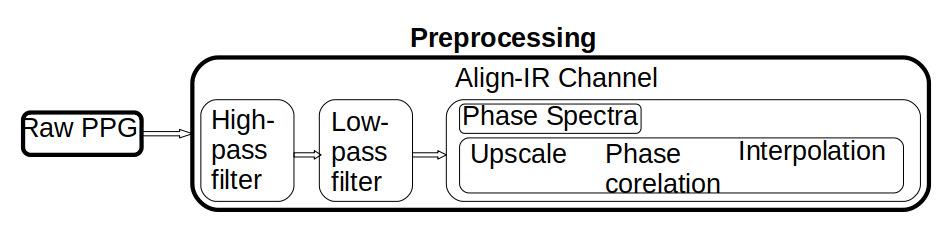 Preprocessing
Align-IR Channel
Raw PPG
High-
pass
filter
Low-
pass
filter
Phase Spectra
Upscale
Phase
corelation
Interpolation